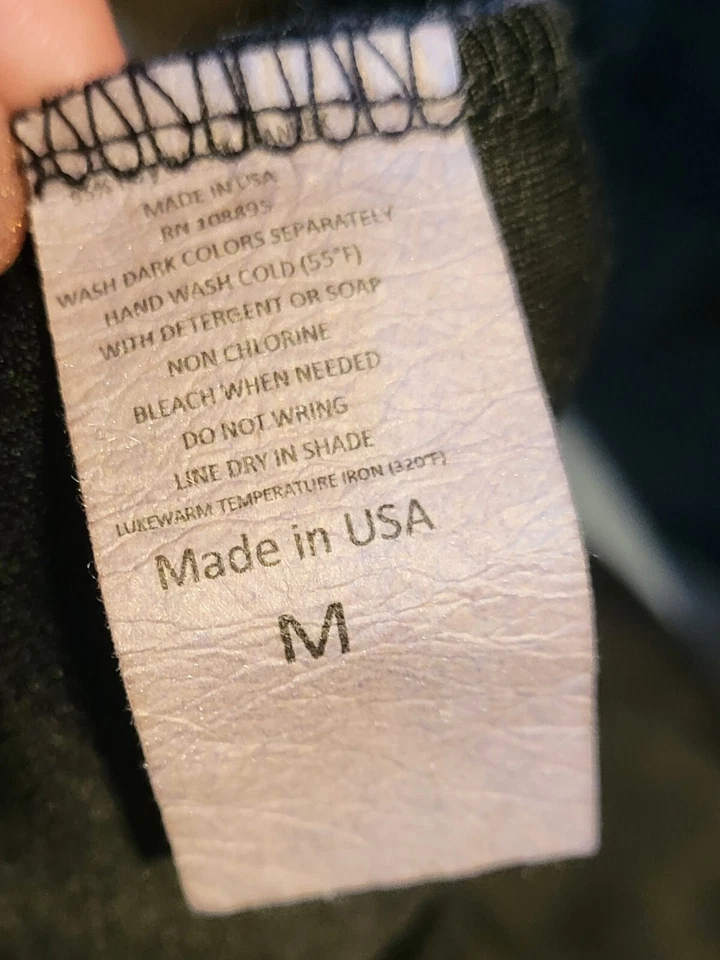 MADE IN USA
RN 108895
WASH DARK COLORS SEPARATELY
HAND WASH COLD (55°F)
WITH DETERGENT OR SOAP
NON CHLORINE
BLEACH WHEN NEEDED
DO NOT WRING
LINE DRY IN SHADE
LUKEWARM TEMPERATURE IRON (320°F)
Made in USA
M